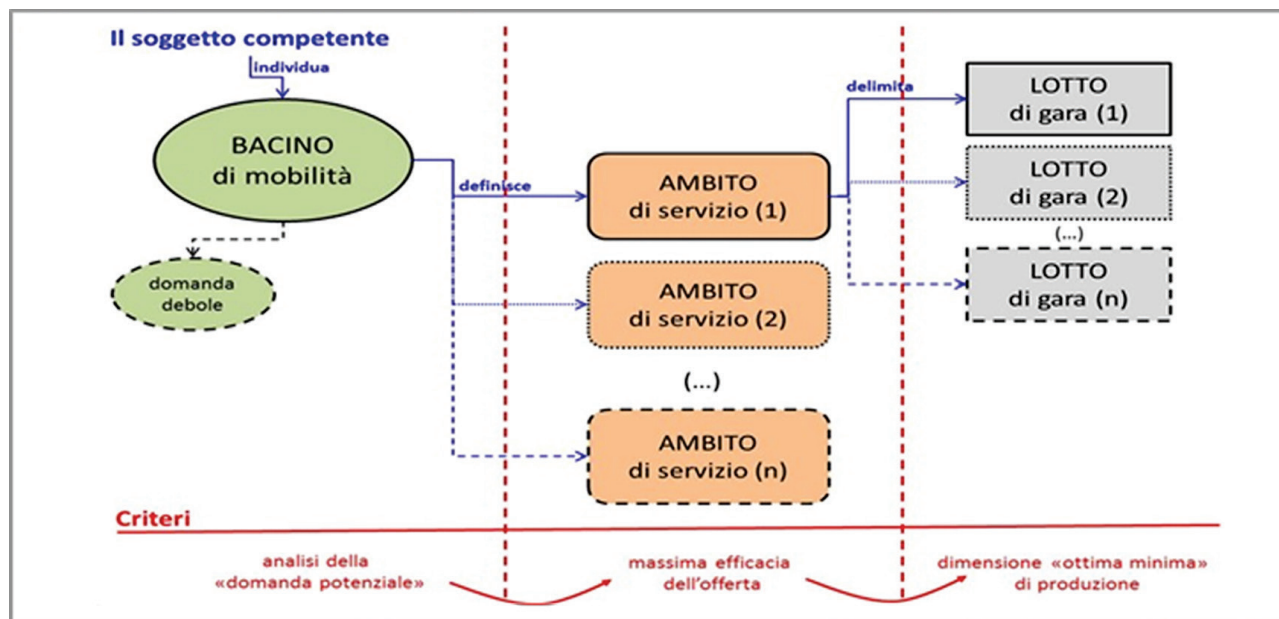 Il soggetto competente
individua
BACINO
di mobilità
domanda
debole
definisce
AMBITO
di servizio (1)
AMBITO
di servizio (2)
(...)
AMBITO
di servizio (n)
delimita
LOTTO
di gara (1)
LOTTO
di gara (2)
(...)
LOTTO
di gara (n)
Criteri
analisi della
«domanda potenziale»
massima efficacia
dell'offerta
dimensione «ottima minima»
di produzione